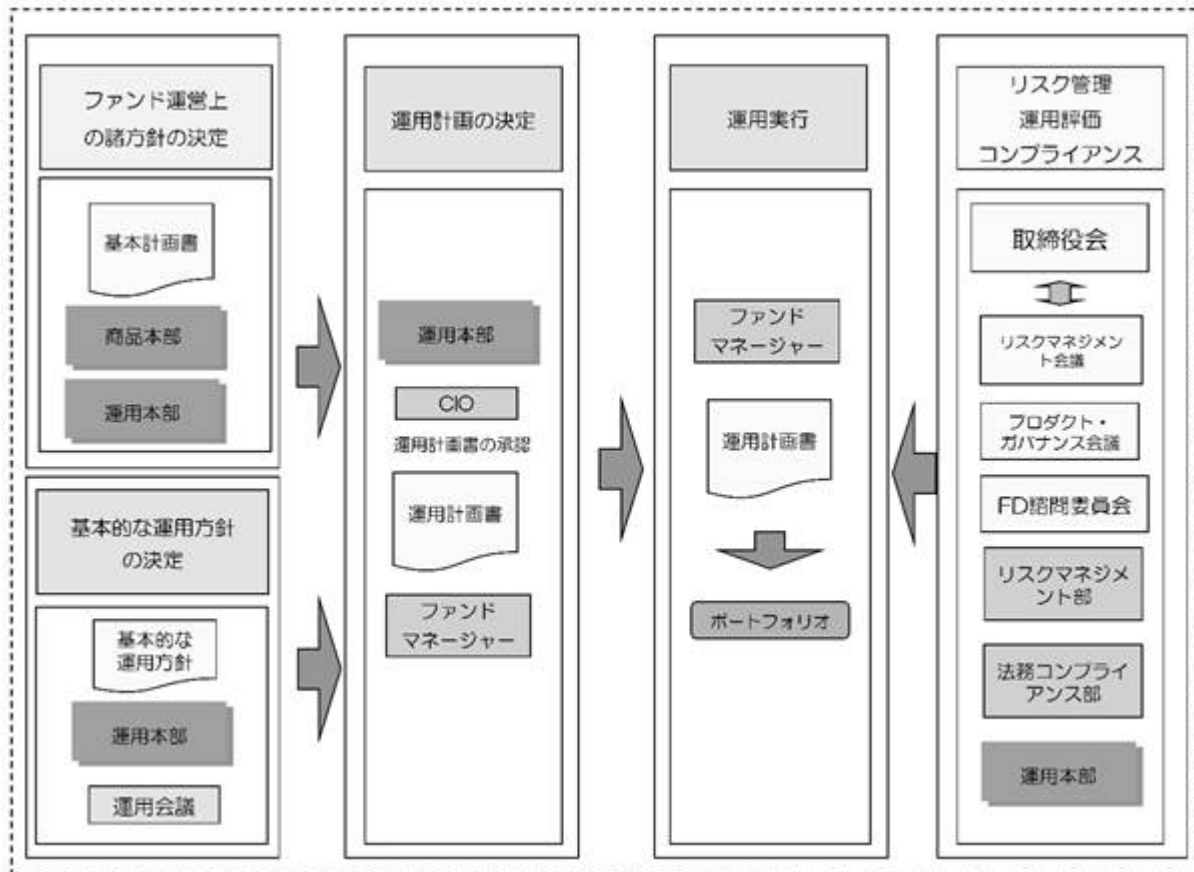 ファンド運営上
の諸方針の決定
基本計画書
商品本部
運用本部
基本的な運用方針
の決定
基本的な
運用方針
運用本部
運用会議
運用計画の決定
運用本部
CIO
運用計画書の承認
運用計画書
ファンド
マネージャー
運用実行
ファンド
マネージャー
運用計画書
ポートフォリオ
リスク管理
運用評価
コンプライアンス
取締役会
リスクマネジメン
ト会議
プロダクト・
ガバナンス会議
FD諮問委員会
リスクマネジメ
ント部
法務コンプライ
アンス部
運用本部